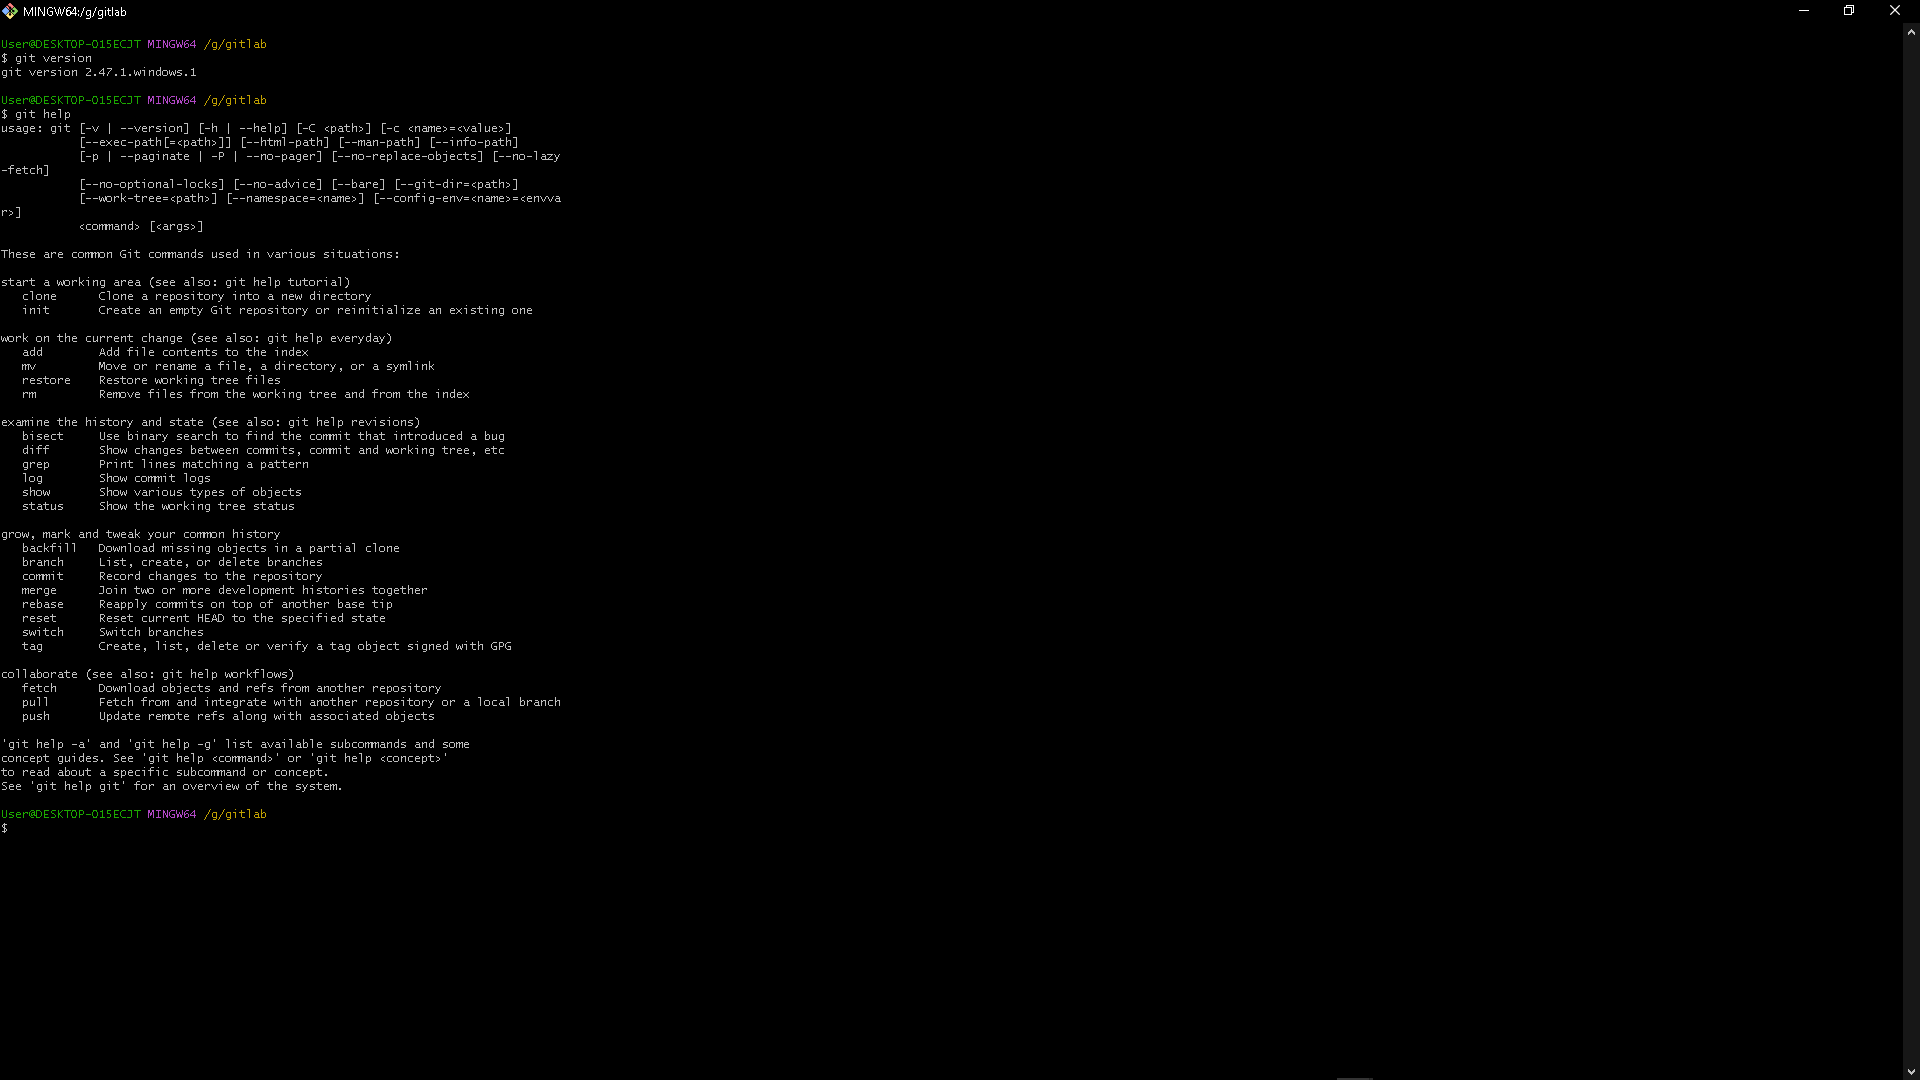 MINGW64:/g/gitlab
User@DESKTOP-O15ECJT MINGW64 /g/gitlab
$ git version
git version 2.47.1.windows.1
User@DESKTOP-O15ECJT MINGW64 /g/gitlab
$ git help
usage: git [-v | --version] [-h | --help] [-C <path>] [-c <name>=<value>]
           [--exec-path[=<path>]] [--html-path] [--man-path] [--info-path]
           [-p | --paginate | -P | --no-pager] [--no-replace-objects] [--no-lazy
-fetch]
           [--no-optional-locks] [--no-advice] [--bare] [--git-dir=<path>]
           [--work-tree=<path>] [--namespace=<name>] [--config-env=<name>=<envva
r>]
           <command> [<args>]
These are common Git commands used in various situations:
start a working area (see also: git help tutorial)
   clone      Clone a repository into a new directory
   init       Create an empty Git repository or reinitialize an existing one
work on the current change (see also: git help everyday)
   add        Add file contents to the index
   mv         Move or rename a file, a directory, or a symlink
   restore    Restore working tree files
   rm         Remove files from the working tree and from the index
examine the history and state (see also: git help revisions)
   bisect     Use binary search to find the commit that introduced a bug
   diff       Show changes between commits, commit and working tree, etc
   grep       Print lines matching a pattern
   log        Show commit logs
   show       Show various types of objects
   status     Show the working tree status
grow, mark and tweak your common history
   backfill   Download missing objects in a partial clone
   branch     List, create, or delete branches
   commit     Record changes to the repository
   merge      Join two or more development histories together
   rebase     Reapply commits on top of another base tip
   reset      Reset current HEAD to the specified state
   switch     Switch branches
   tag        Create, list, delete or verify a tag object signed with GPG
collaborate (see also: git help workflows)
   fetch      Download objects and refs from another repository
   pull       Fetch from and integrate with another repository or a local branch
   push       Update remote refs along with associated objects
'git help -a' and 'git help -g' list available subcommands and some
concept guides. See 'git help <command>' or 'git help <concept>'
to read about a specific subcommand or concept.
See 'git help git' for an overview of the system.
User@DESKTOP-O15ECJT MINGW64 /g/gitlab
$